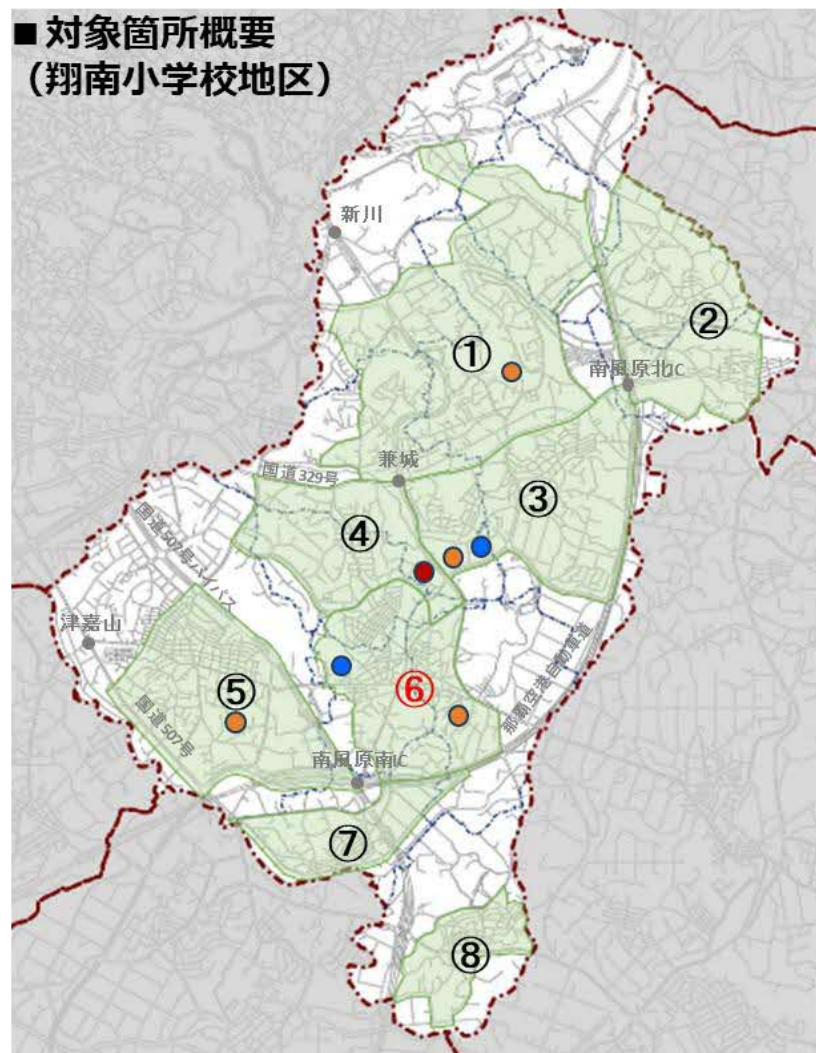 ■対象箇所概要
（翔南小学校地区）
新川
②
①
南風原北IC
兼城
国道329号
③
④
国道507号バイパス
津嘉山
那覇空港自動車道
⑤
⑥
国道507号
南風原南IC
⑦
⑧